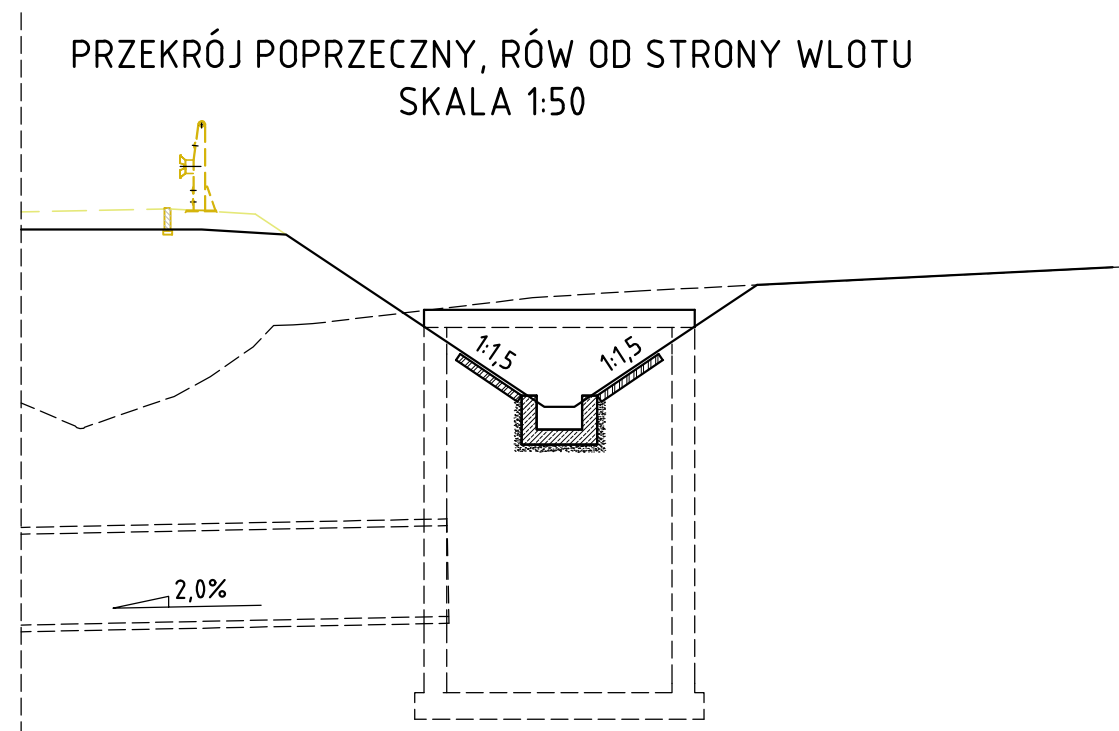 PRZEKRÓJ POPRZECZNY, RÓW OD STRONY WLOTU
SKALA 1:50
1:1,5
1:1,5
2,0%